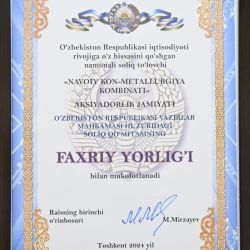 O'zbekiston Respublikasi iqtisodiyoti
rivojiga o'z hissasini qo'shgan
namunali soliq to'lovchi
«NAVOIY KON-METALLURGIYA
KOMBINATI»
AKSIYADORLIK JAMIYATI
O'ZBEKISTON RESPUBLIKASI VAZIRLAR
MAHKAMASI HUZURIDAGI
SOLIQ QO'MITASINING
FAXRIY YORLIG'I
bilan mukofotlanadi
Raisning birinchi
o'rinbosari
M.Mirzayev
Toshkent 2024 yil